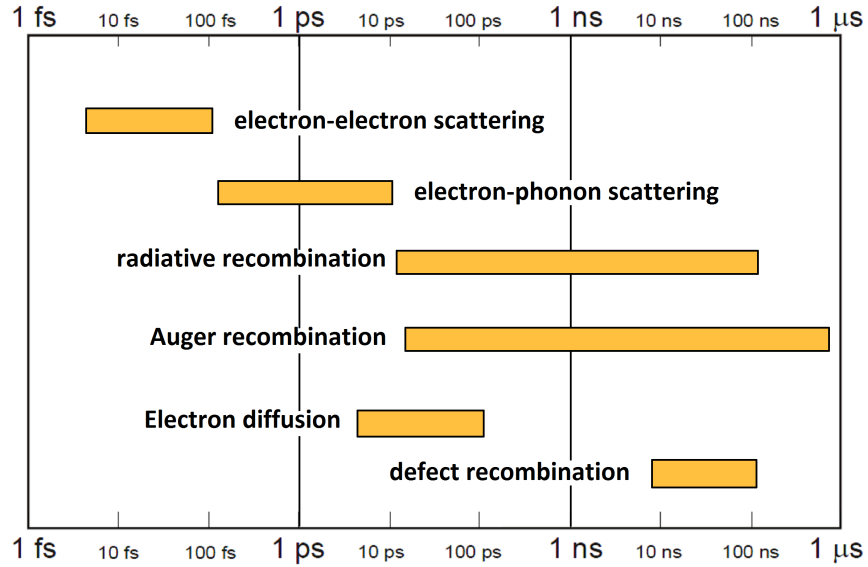 1 fs 10 fs 100 fs 1 ps 10 ps 100 ps 1 ns 10 ns 100 ns 1 μs
electron-electron scattering
electron-phonon scattering
radiative recombination
Auger recombination
Electron diffusion
defect recombination
1 fs 10 fs 100 fs 1 ps 10 ps 100 ps 1 ns 10 ns 100 ns 1 μs